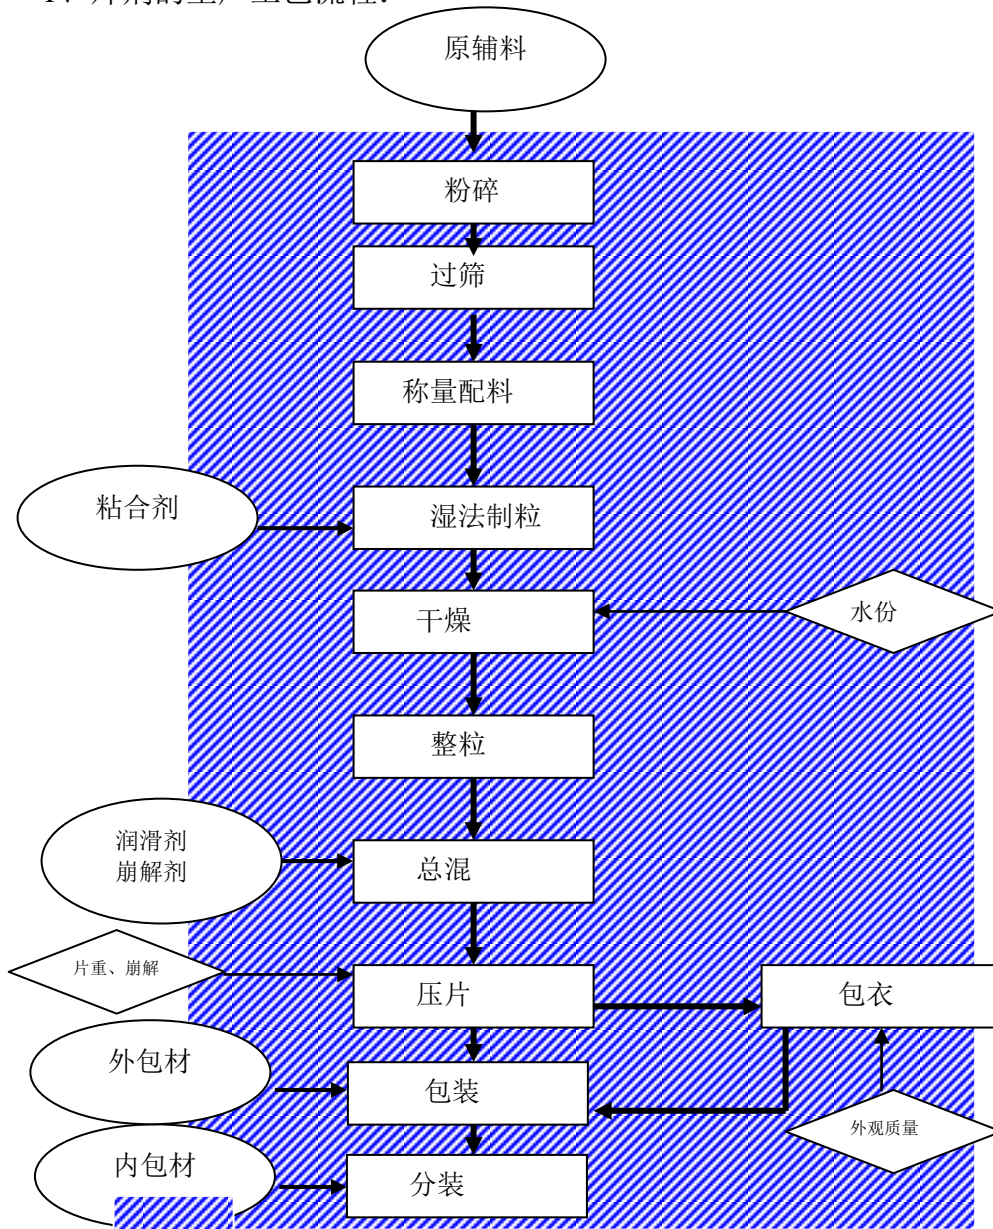 原辅料
粉碎
过筛
称量配料
粘合剂
湿法制粒
干燥
水份
整粒
润滑剂
崩解剂
总混
片重、崩解
压片
包衣
外包材
包装
外观质量
内包材
分装